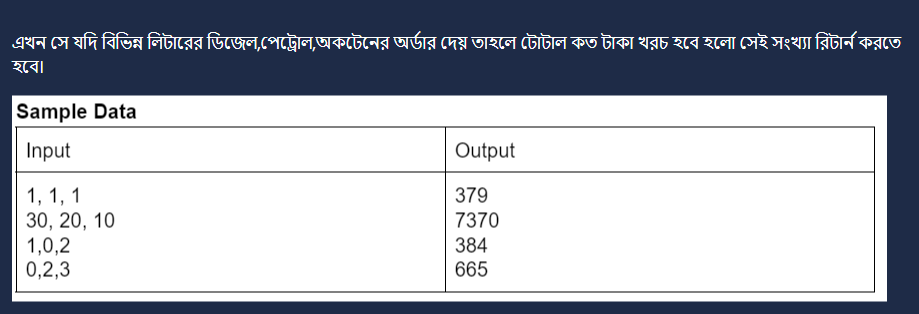 এখন সে যদি বিভিন্ন লিটারের ডিজেল,পেট্রোল,অকটেনের অর্ডার দেয় তাহলে টোটাল কত টাকা খরচ হবে হলো সেই সংখ্যা রিটার্ন করতে
হবে।
Sample Data
Input Output
1, 1, 1 379
30, 20, 10 7370
1,0,2 384
0,2,3 665